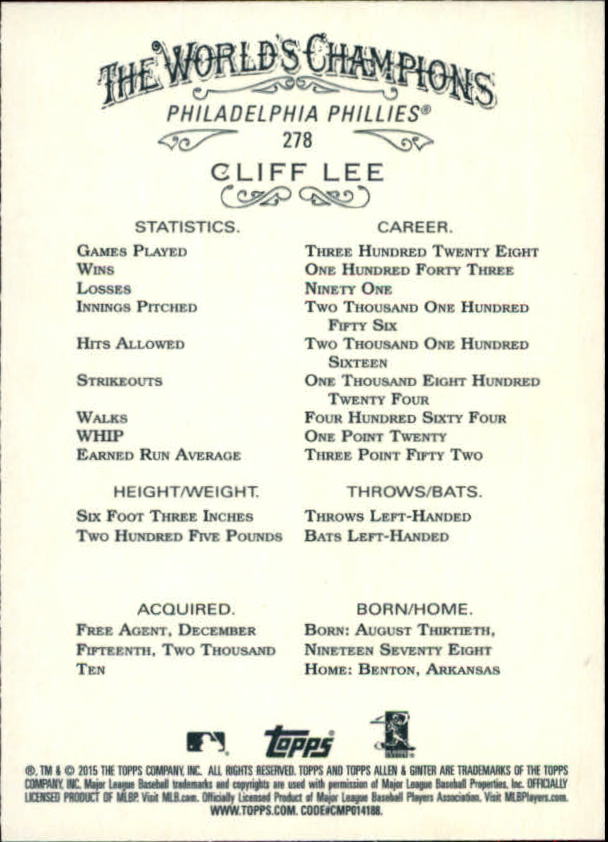 THE WORLD'S CHAMPIONS
PHILADELPHIA PHILLIES®
278
CLIFF LEE
STATISTICS. CAREER.
GAMES PLAYED THREE HUNDRED TWENTY EIGHT
WINS ONE HUNDRED FORTY THREE
LOSSES NINETY ONE
INNINGS PITCHED TWO THOUSAND ONE HUNDRED
FIFTY SIX
HITS ALLOWED TWO THOUSAND ONE HUNDRED
SIXTEEN
STRIKEOUTS ONE THOUSAND EIGHT HUNDRED
TWENTY FOUR
WALKS FOUR HUNDRED SIXTY FOUR
WHIP ONE POINT TWENTY
EARNED RUN AVERAGE THREE POINT FIFTY TWO
HEIGHT/WEIGHT. THROWS/BATS.
SIX FOOT THREE INCHES THROWS LEFT-HANDED
TWO HUNDRED FIVE POUNDS BATS LEFT-HANDED
ACQUIRED. BORN/HOME.
FREE AGENT, DECEMBER BORN: AUGUST THIRTIETH,
FIFTEENTH, TWO THOUSAND NINETEEN SEVENTY EIGHT
TEN HOME: BENTON, ARKANSAS
Topps
®, TM & © 2015 THE TOPPS COMPANY, INC. ALL RIGHTS RESERVED. TOPPS AND TOPPS ALLEN & GINTER ARE TRADEMARKS OF THE TOPPS
COMPANY, INC. Major League Baseball trademarks and copyrights are used with permission of Major League Baseball Properties, Inc. OFFICIALLY
LICENSED PRODUCT OF MLBP. Visit MLB.com. Officially Licensed Product of Major League Baseball Players Association. Visit MLBPlayers.com.
WWW.TOPPS.COM. CODE#CMP014188.